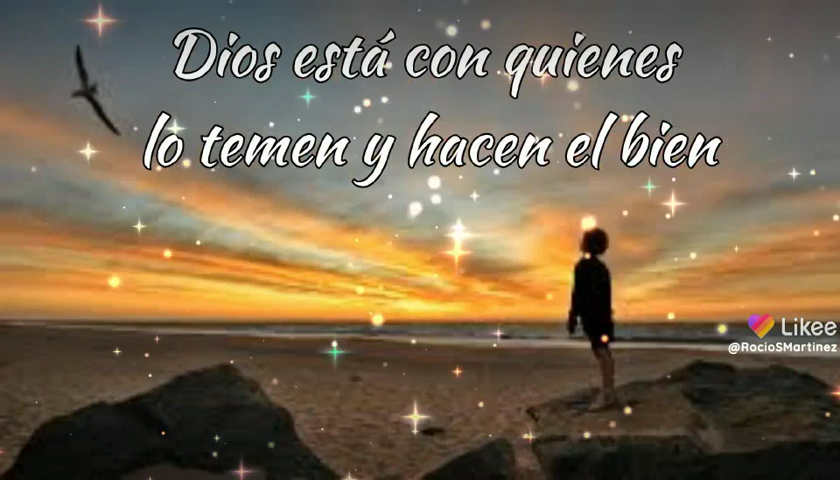 Dios está con quienes
lo temen y hacen el bien
Likee
@RocioSMartinez